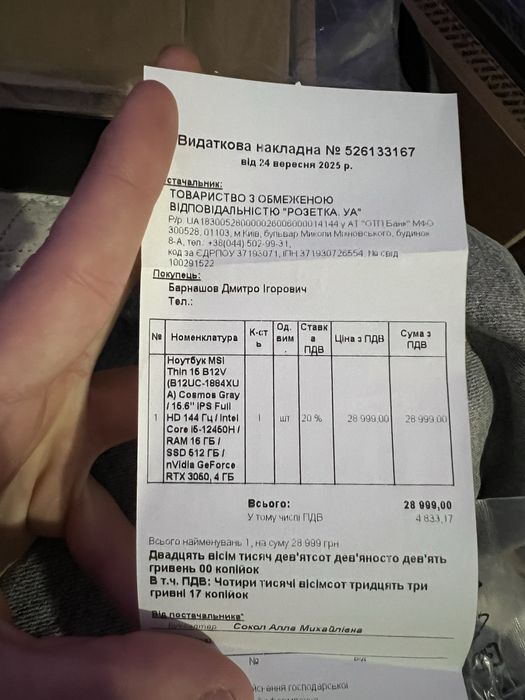 Видаткова накладна № 526133167
від 24 вересня 2025 р.
стачальник:
ТОВАРИСТВО З ОБМЕЖЕНОЮ
ВІДПОВІДАЛЬНІСТЮ "РОЗЕТКА. УА"
Р/р UA183005280000026006000014144 у АТ "ОТП Банк" МФО
300528, 01103, м.Київ, бульвар Миколи Міхновського, будинок
8-А, тел. +38(044) 502-99-31,
код за ЄДРПОУ 37193071, ІПН 371930726554, № свід
100291522
Покупець:
Барнашов Дмитро Ігорович
Тел.:
№ Номенклатура К-сть Од. вим. Ставка ПДВ Ціна з ПДВ Сума з ПДВ
Ноутбук MSI
Thin 15 B12V
(B12UC-1884XU
A) Cosmos Gray
/ 15.6" IPS Full
1 HD 144 Гц / Intel 1 шт 20 % 28 999.00 28 999.00
Core i5-12450H /
RAM 16 ГБ /
SSD 512 ГБ /
nVidia GeForce
RTX 3050, 4 ГБ
Всього: 28 999,00
У тому числі ПДВ 4 833,17
Всього найменувань 1, на суму 28 999 грн
Двадцять вісім тисяч дев'ятсот дев'яносто дев'ять
гривень 00 копійок
В т.ч. ПДВ: Чотири тисячі вісімсот тридцять три
гривні 17 копійок
Від постачальника*
Бухгалтер Сокол Алла Михайлівна
№
господарської